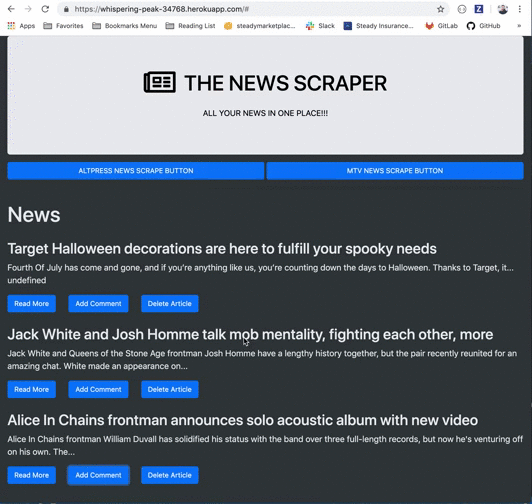 https://whispering-peak-34768.herokuapp.com/#
Apps Favorites Bookmarks Menu Reading List steadymarketplac... Slack Steady Insurance... GitLab GitHub
THE NEWS SCRAPER
ALL YOUR NEWS IN ONE PLACE!!!
ALTPRESS NEWS SCRAPE BUTTON MTV NEWS SCRAPE BUTTON
News
Target Halloween decorations are here to fulfill your spooky needs
Fourth Of July has come and gone, and if you're anything like us, you're counting down the days to Halloween. Thanks to Target, it...
undefined
Read More Add Comment Delete Article
Jack White and Josh Homme talk mob mentality, fighting each other, more
Jack White and Queens of the Stone Age frontman Josh Homme have a lengthy history together, but the pair recently reunited for an
amazing chat. White made an appearance on...
Read More Add Comment Delete Article
Alice In Chains frontman announces solo acoustic album with new video
Alice In Chains frontman William Duvall has solidified his status with the band over three full-length records, but now he's venturing off
on his own. The...
Read More Add Comment Delete Article